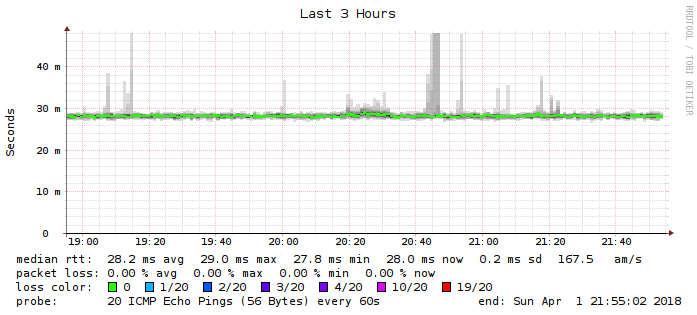 Last 3 Hours
RRDTOOL / TOBI OETIKER
Seconds
40 m
30 m
20 m
10 m
0
19:00 19:20 19:40 20:00 20:20 20:40 21:00 21:20 21:40
median rtt: 28.2 ms avg 29.0 ms max 27.8 ms min 28.0 ms now 0.2 ms sd 167.5 am/s
packet loss: 0.00 % avg 0.00 % max 0.00 % min 0.00 % now
loss color: 0 1/20 2/20 3/20 4/20 10/20 19/20
probe: 20 ICMP Echo Pings (56 Bytes) every 60s end: Sun Apr 1 21:55:02 2018